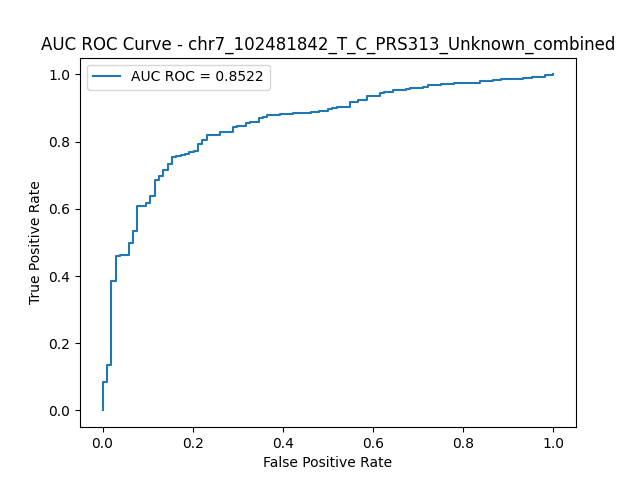 AUC ROC Curve - chr7_102481842_T_C_PRS313_Unknown_combined
AUC ROC = 0.8522
1.0
0.8
0.6
0.4
0.2
0.0
True Positive Rate
0.0 0.2 0.4 0.6 0.8 1.0
False Positive Rate